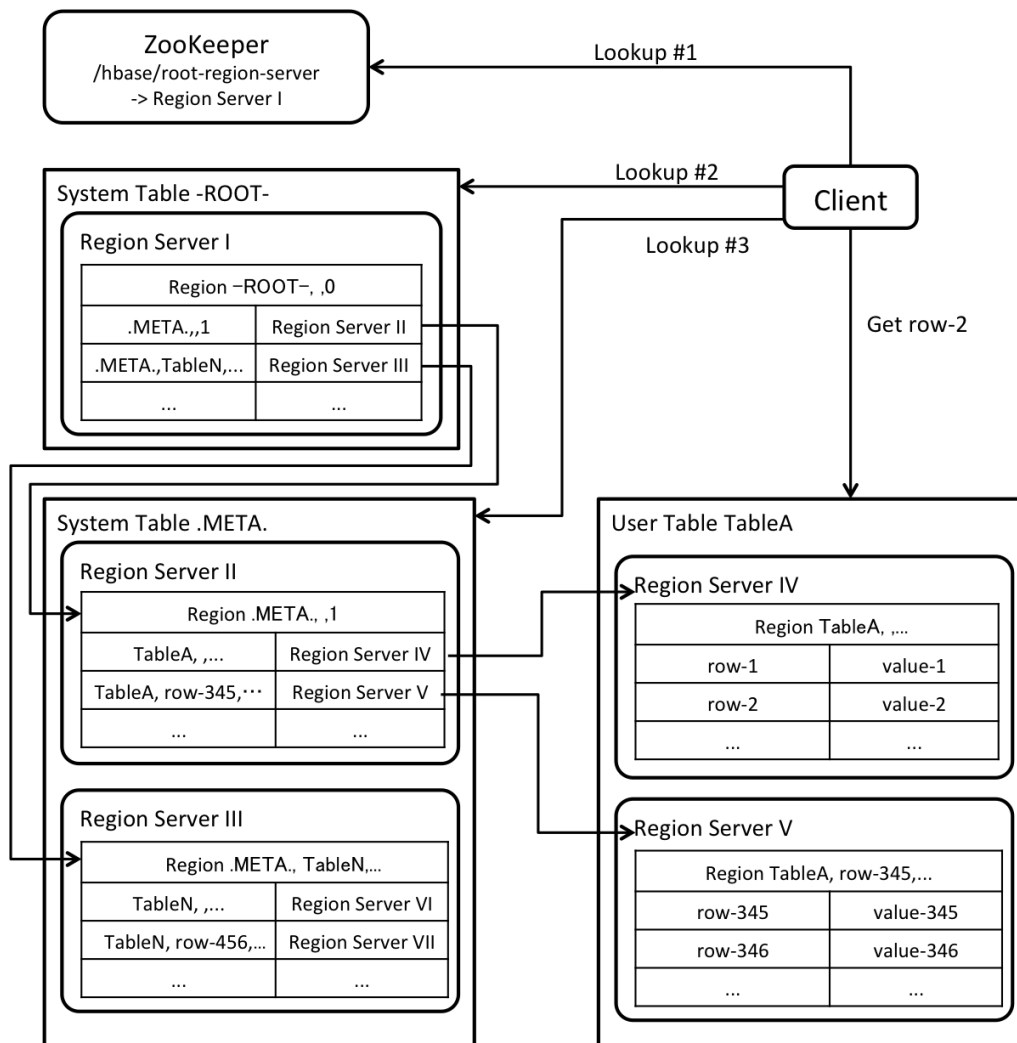 ZooKeeper
/hbase/root-region-server
-> Region Server I
Lookup #1
Lookup #2
Client
Lookup #3
Get row-2
System Table -ROOT-
Region Server I
Region −ROOT−, ,0
.META.,,1 Region Server II
.META.,TableN,... Region Server III
... ...
System Table .META.
Region Server II
Region .META., ,1
TableA, ,... Region Server IV
TableA, row-345,⋯ Region Server V
... ...
Region Server III
Region .META., TableN,...
TableN, ,... Region Server VI
TableN, row-456,... Region Server VII
... ...
User Table TableA
Region Server IV
Region TableA, ,...
row-1 value-1
row-2 value-2
... ...
Region Server V
Region TableA, row-345,...
row-345 value-345
row-346 value-346
... ...